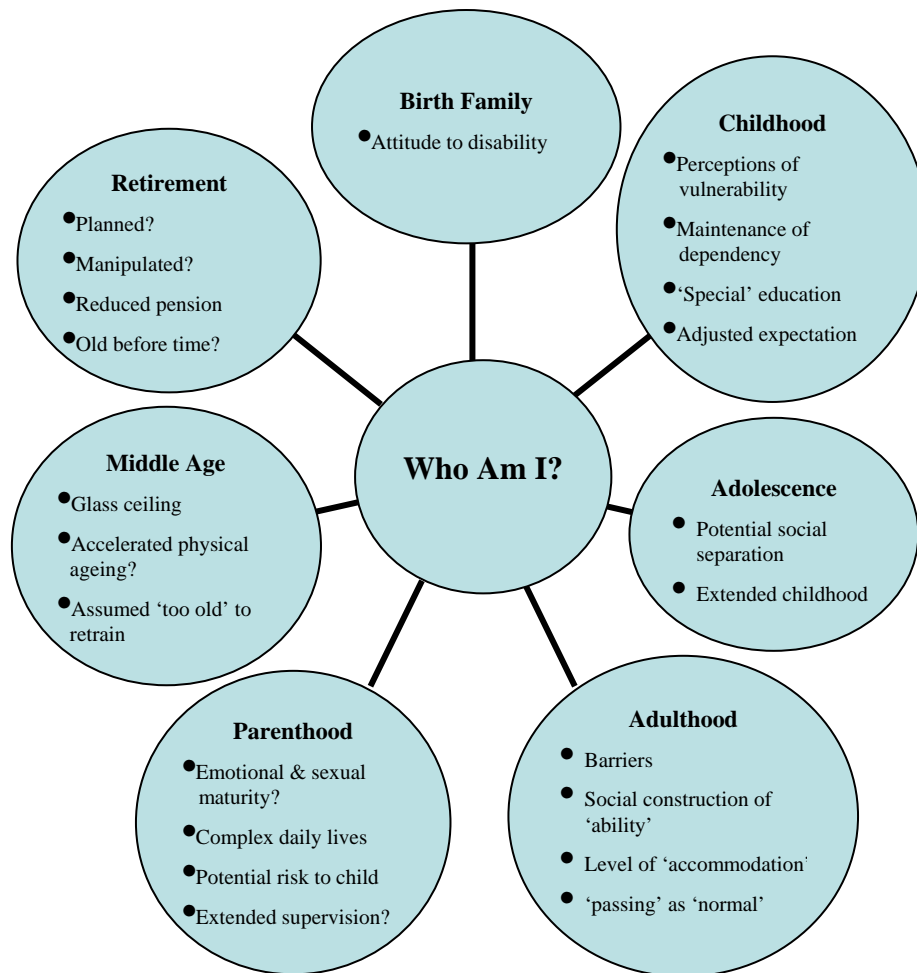 Birth Family
● Attitude to disability
Childhood
● Perceptions of
vulnerability
● Maintenance of
dependency
● ‘Special’ education
● Adjusted expectation
Retirement
● Planned?
● Manipulated?
● Reduced pension
● Old before time?
Who Am I?
Middle Age
● Glass ceiling
● Accelerated physical
ageing?
● Assumed ‘too old’ to
retrain
Adolescence
● Potential social
separation
● Extended childhood
Parenthood
● Emotional & sexual
maturity?
● Complex daily lives
● Potential risk to child
● Extended supervision?
Adulthood
● Barriers
● Social construction of
‘ability’
● Level of ‘accommodation’
● ‘passing’ as ‘normal’